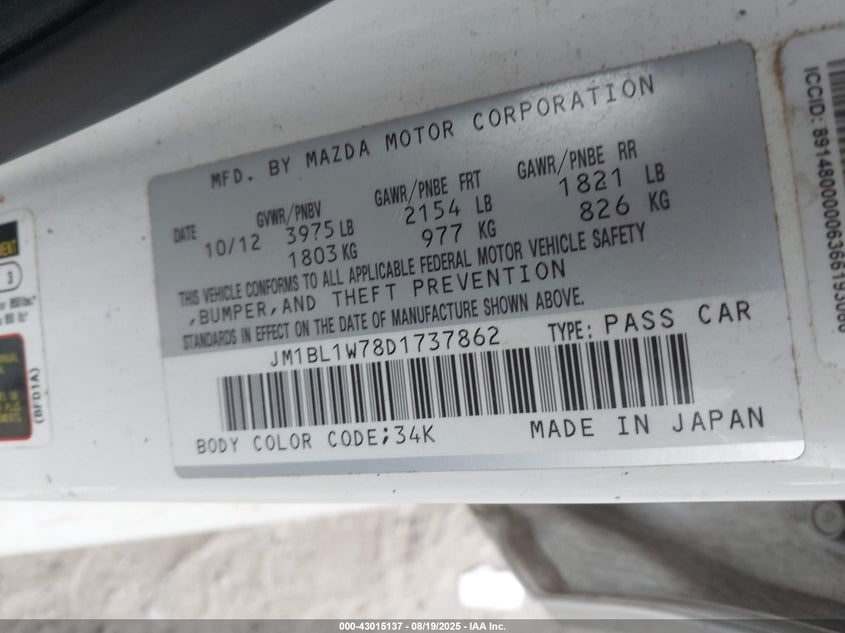 MFD. BY MAZDA MOTOR CORPORATION
DATE GVWR/PNBV GAWR/PNBE FRT GAWR/PNBE RR
10/12 3975 LB 2154 LB 1821 LB
1803 KG 977 KG 826 KG
THIS VEHICLE CONFORMS TO ALL APPLICABLE FEDERAL MOTOR VEHICLE SAFETY
,BUMPER,AND THEFT PREVENTION
STANDARDS IN EFFECT ON THE DATE OF MANUFACTURE SHOWN ABOVE.
JM1BL1W78D1737862 TYPE: PASS CAR
BODY COLOR CODE;34K MADE IN JAPAN
(BFD1A)
3
ICCID:
000-43015137 - 08/19/2025 - IAA Inc.